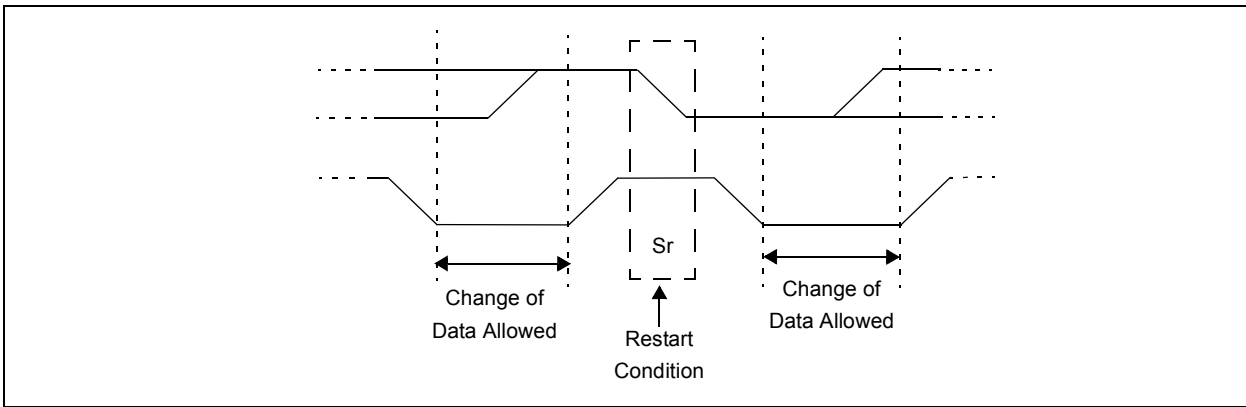 Sr
Change of
Data Allowed
Restart
Condition
Change of
Data Allowed